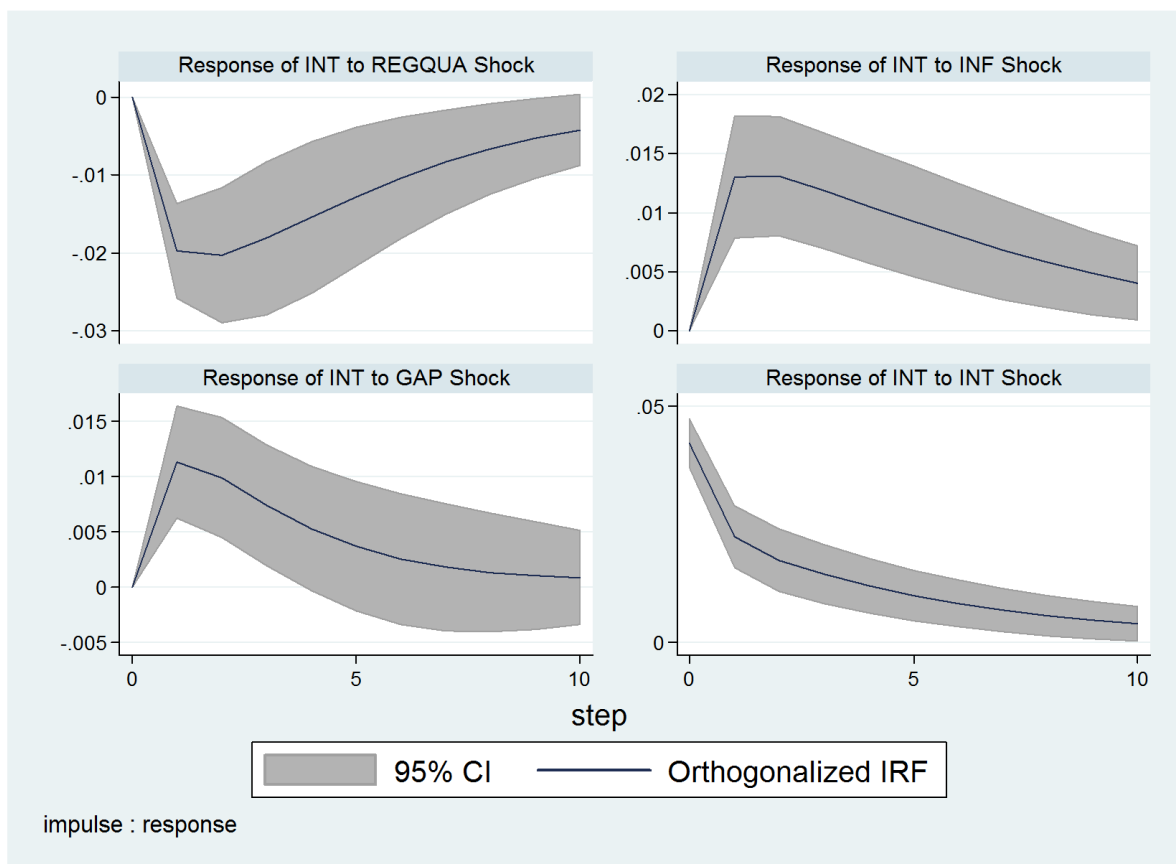 Response of INT to REGQUA Shock
0
-.01
-.02
-.03
Response of INT to INF Shock
.02
.015
.01
.005
0
Response of INT to GAP Shock
.015
.01
.005
0
-.005
0 5 10
Response of INT to INT Shock
.05
0
0 5 10
step
95% CI Orthogonalized IRF
impulse : response